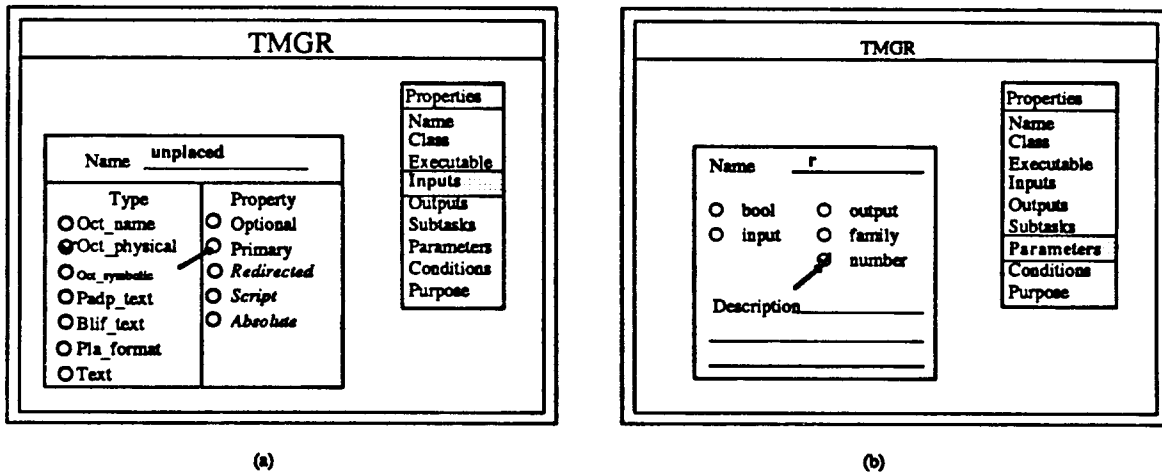 TMGR
Properties
Name
Class
Executable
Inputs
Outputs
Subtasks
Parameters
Conditions
Purpose
Name unplaced
Type
Oct_name
Oct_physical
Oct_symbolic
Padp_text
Blif_text
Pla_format
Text
Property
Optional
Primary
Redirected
Script
Absolute
(a)
TMGR
Properties
Name
Class
Executable
Inputs
Outputs
Subtasks
Parameters
Conditions
Purpose
Name r
bool output
input family
number
Description
(b)